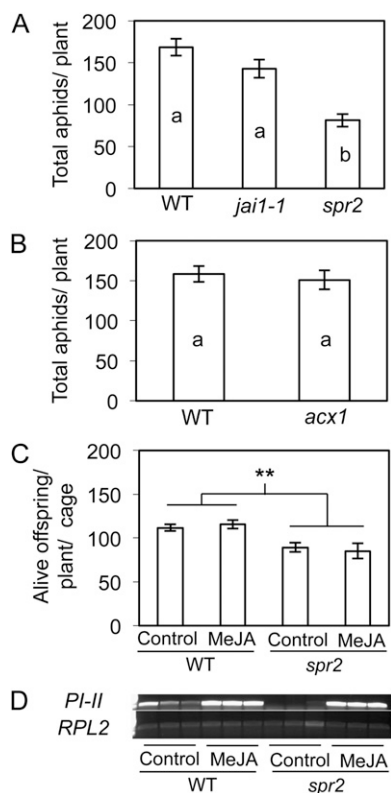 A
Total aphids/ plant
200
150
100
50
0
a
a
b
WT
jai1-1
spr2
B
Total aphids/ plant
200
150
100
50
0
a
a
WT
acx1
C
Alive offspring/
plant/ cage
200
150
100
50
0
**
Control MeJA Control MeJA
WT spr2
D
PI-II
RPL2
Control MeJA Control MeJA
WT spr2